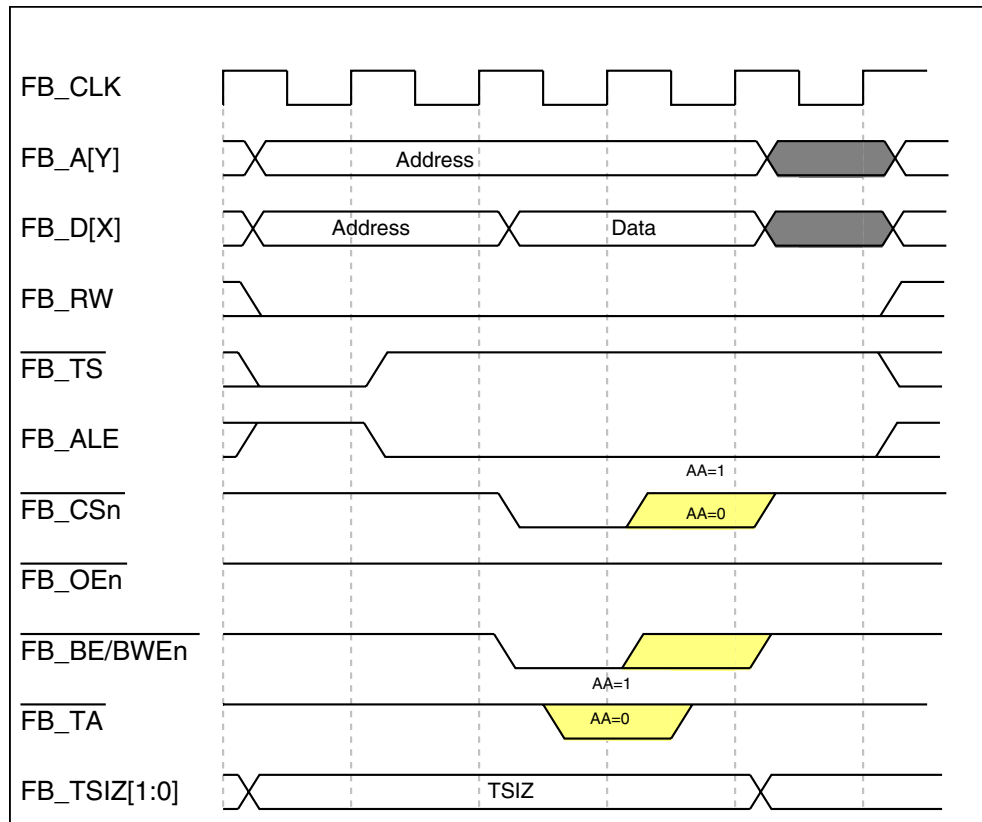 FB_CLK
FB_A[Y]
Address
FB_D[X]
Address
Data
FB_RW
FB_TS
FB_ALE
AA=1
FB_CSn
AA=0
FB_OEn
FB_BE/BWEn
AA=1
FB_TA
AA=0
FB_TSIZ[1:0]
TSIZ